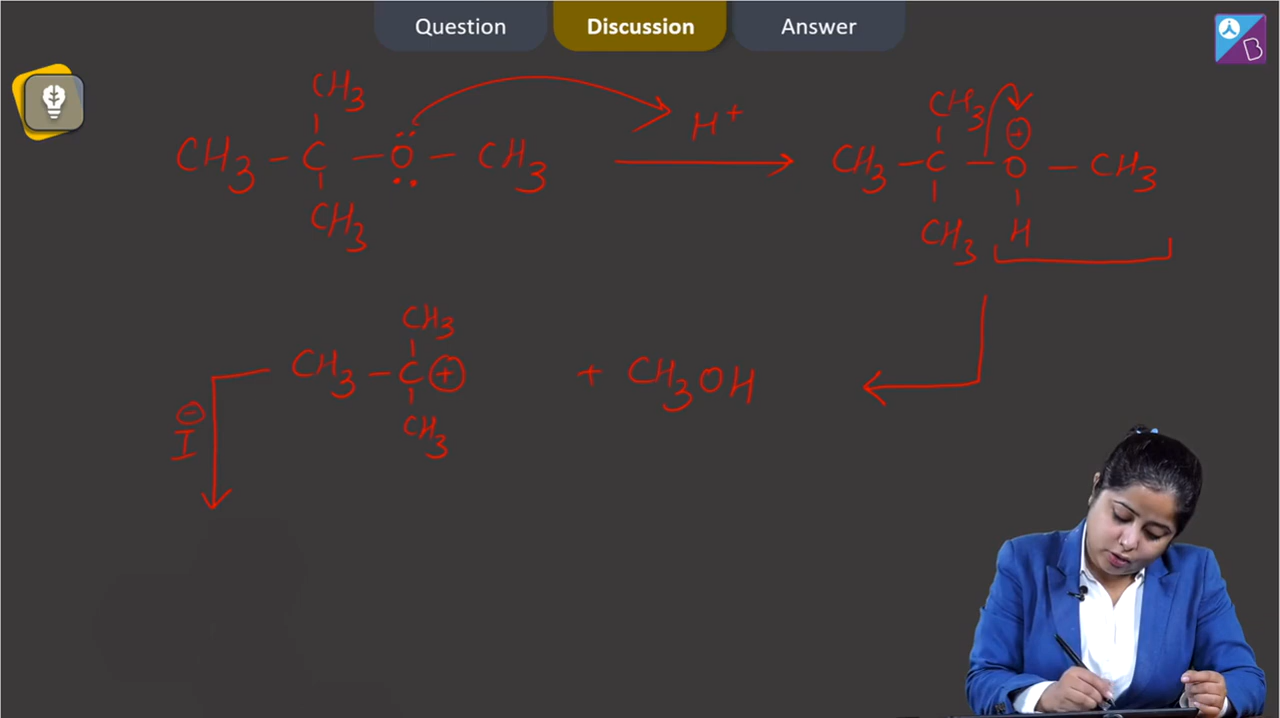 Question Discussion Answer
B
CH3 CH3
CH3 - C - O - CH3 H+ CH3 - C - O - CH3
CH3 CH3 H
CH3
CH3 - C + + CH3OH
CH3
I